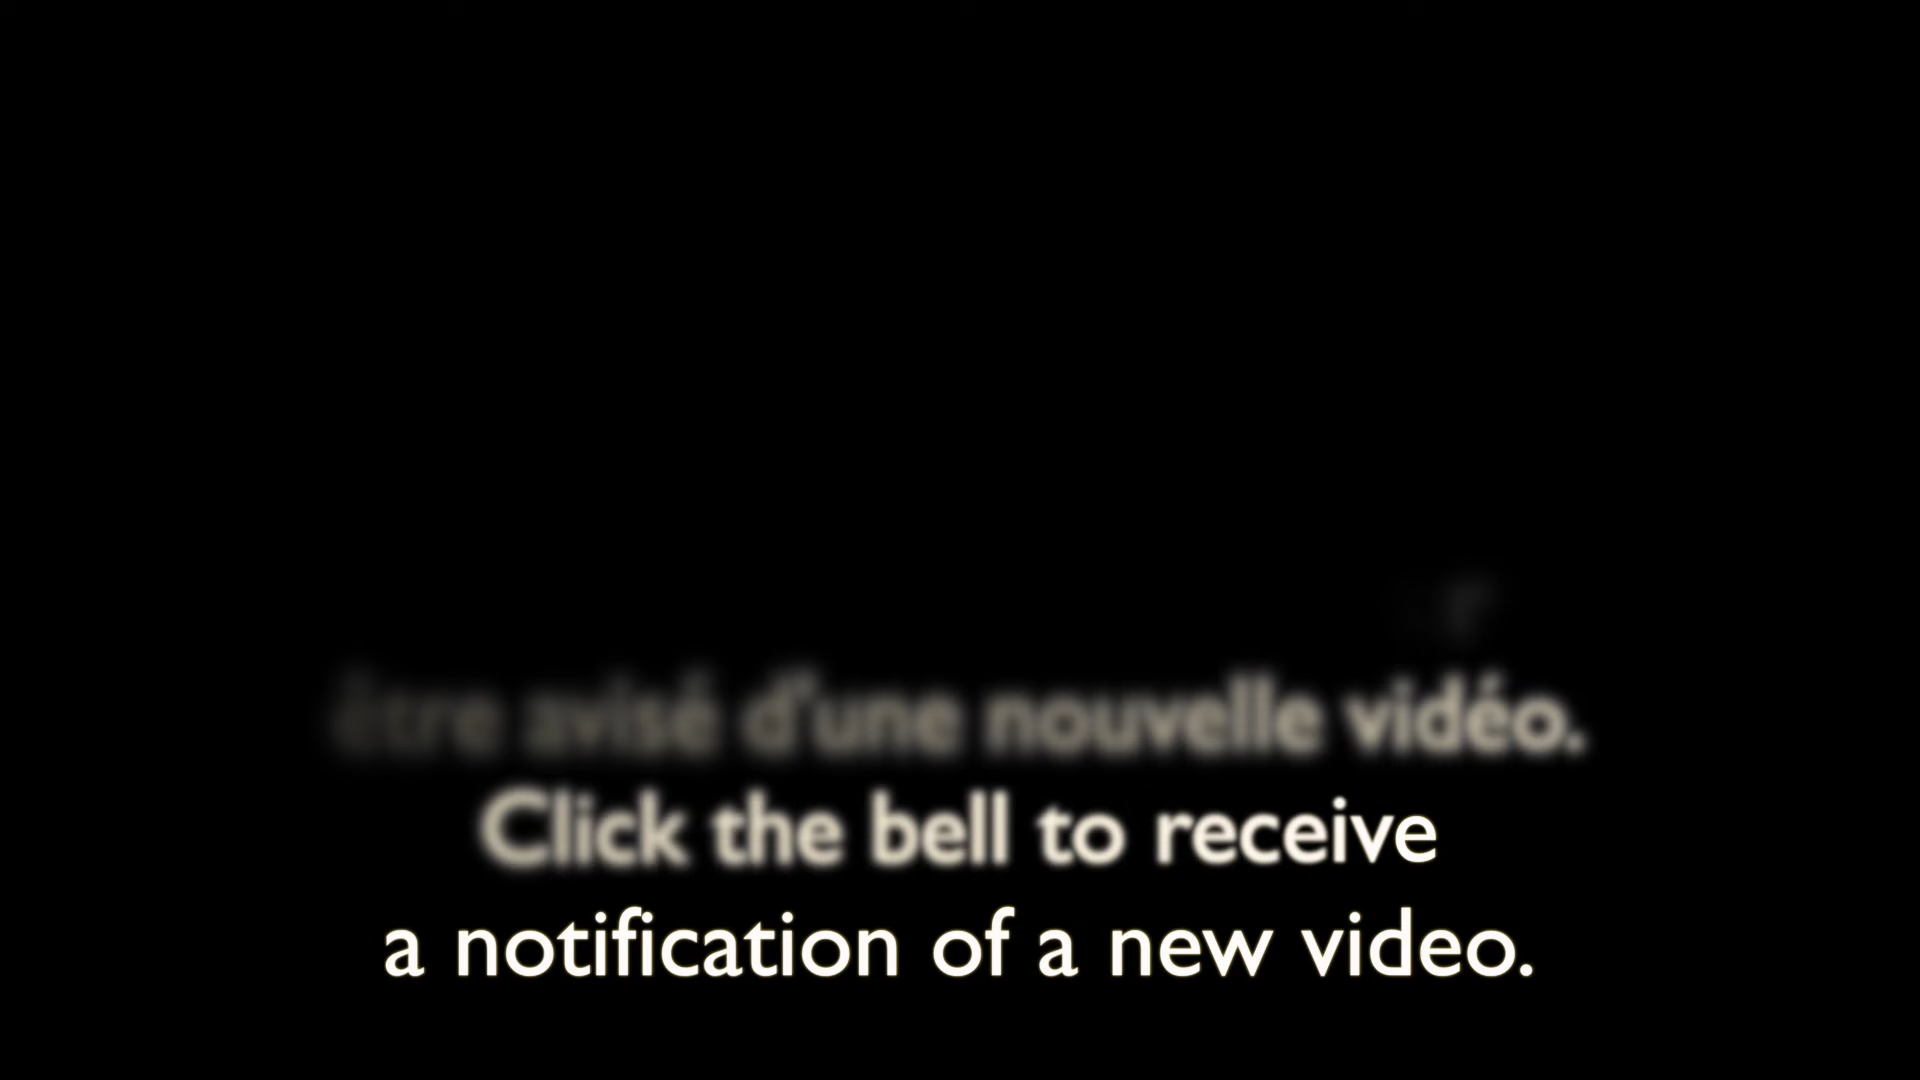 être avisé d'une nouvelle vidéo.
Click the bell to receive
a notification of a new video.